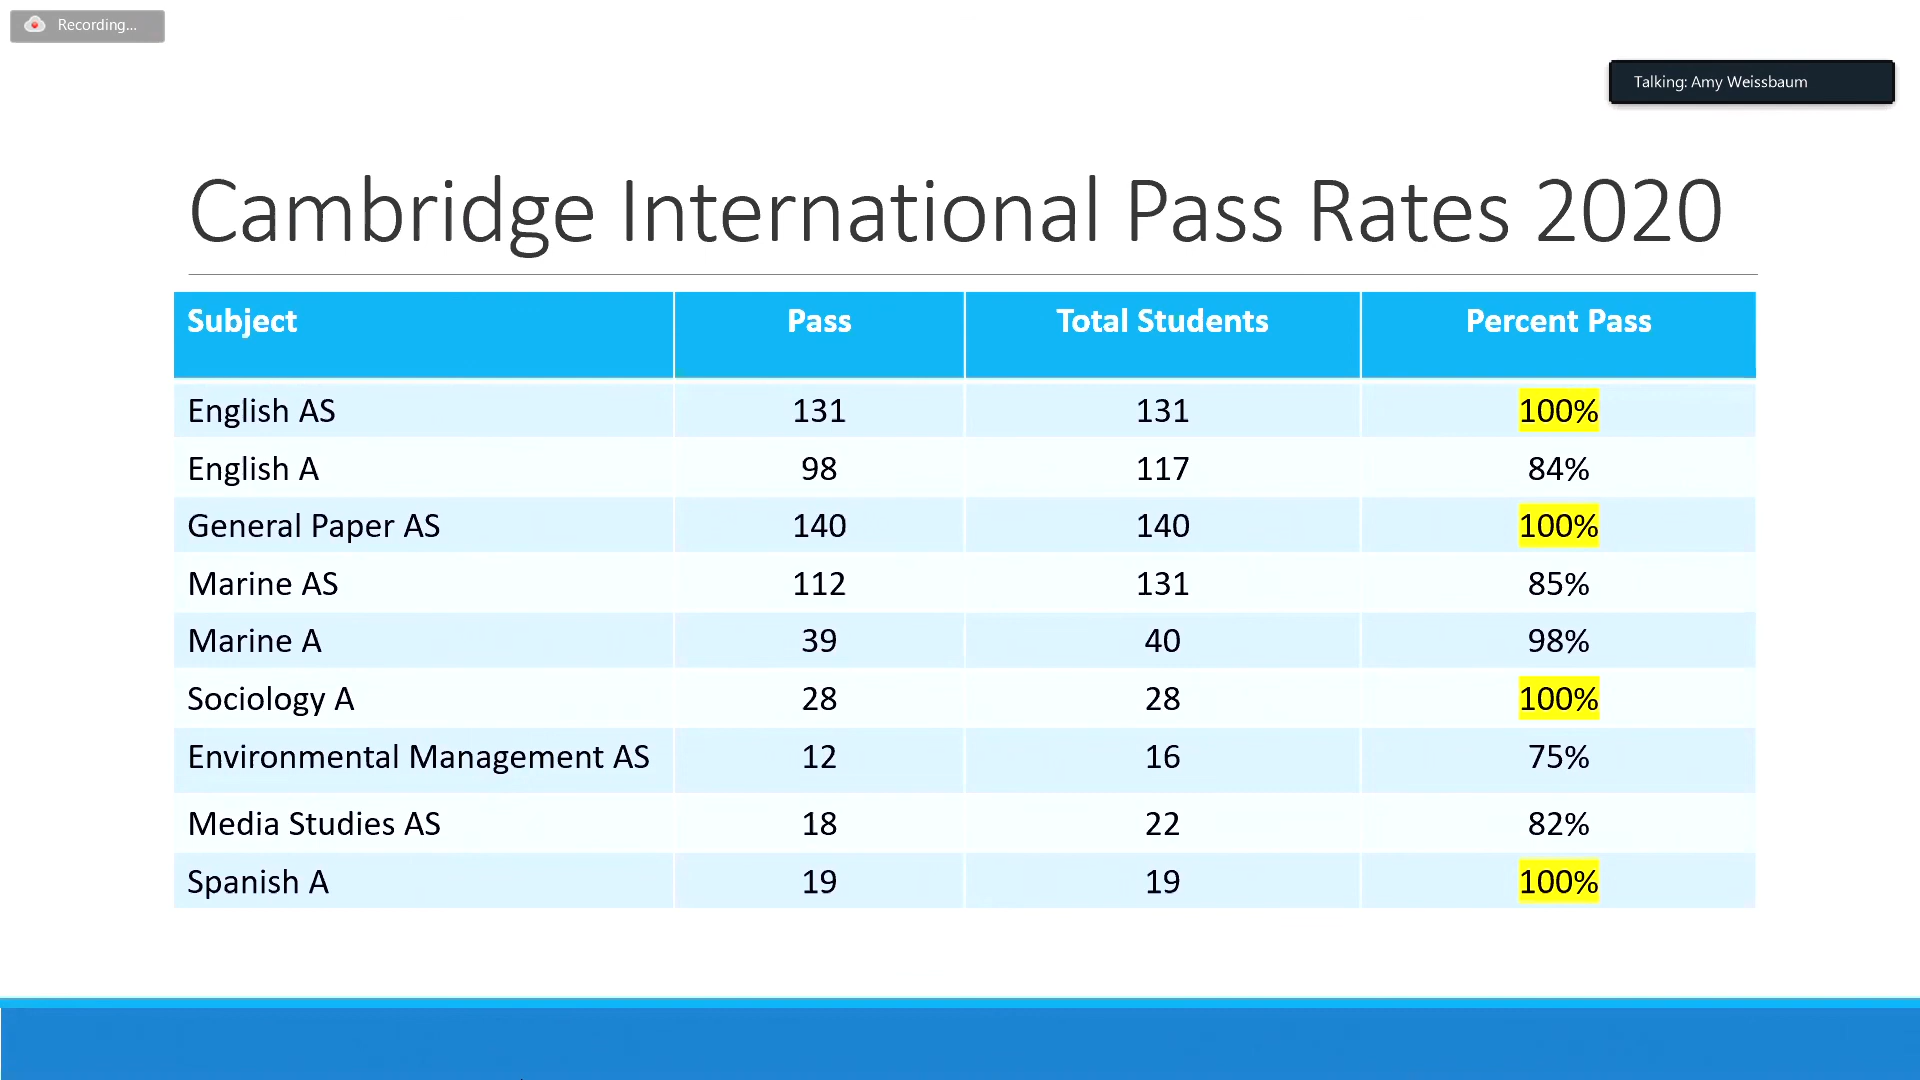 Recording...
Talking: Amy Weissbaum
Cambridge International Pass Rates 2020
Subject Pass Total Students Percent Pass
English AS 131 131 100%
English A 98 117 84%
General Paper AS 140 140 100%
Marine AS 112 131 85%
Marine A 39 40 98%
Sociology A 28 28 100%
Environmental Management AS 12 16 75%
Media Studies AS 18 22 82%
Spanish A 19 19 100%